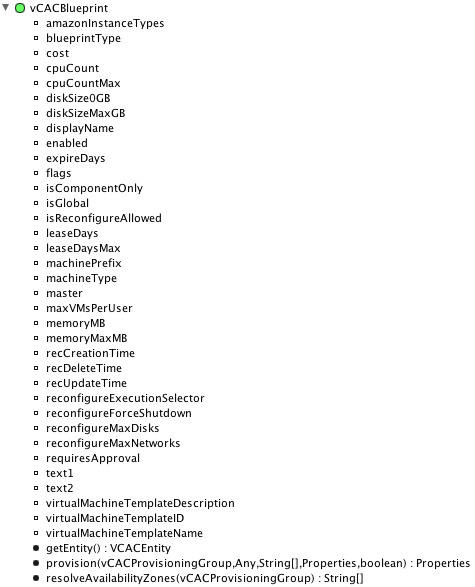 vCACBlueprint
amazonInstanceTypes
blueprintType
cost
cpuCount
cpuCountMax
diskSize0GB
diskSizeMaxGB
displayName
enabled
expireDays
flags
isComponentOnly
isGlobal
isReconfigureAllowed
leaseDays
leaseDaysMax
machinePrefix
machineType
master
maxVMsPerUser
memoryMB
memoryMaxMB
recCreationTime
recDeleteTime
recUpdateTime
reconfigureExecutionSelector
reconfigureForceShutdown
reconfigureMaxDisks
reconfigureMaxNetworks
requiresApproval
text1
text2
virtualMachineTemplateDescription
virtualMachineTemplateID
virtualMachineTemplateName
getEntity() : VCACEntity
provision(vCACProvisioningGroup,Any,String[],Properties,boolean) : Properties
resolveAvailabilityZones(vCACProvisioningGroup) : String[]